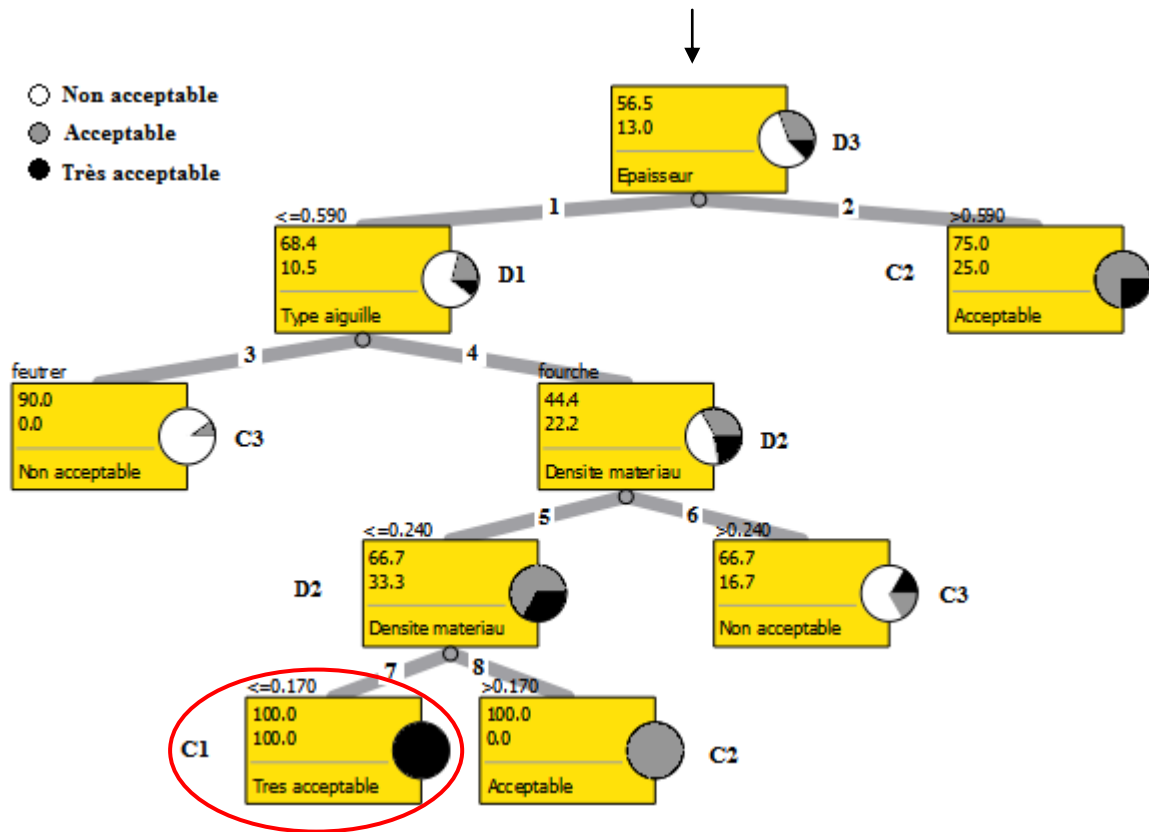 Non acceptable
Acceptable
Très acceptable
56.5
13.0
Epaisseur
D3
1
2
<=0.590
68.4
10.5
Type aiguille
D1
C2
>0.590
75.0
25.0
Acceptable
3
4
feutrer
90.0
0.0
Non acceptable
C3
fourche
44.4
22.2
Densite materiau
D2
5
6
D2
<=0.240
66.7
33.3
Densite materiau
>0.240
66.7
16.7
Non acceptable
C3
7
8
C1
<=0.170
100.0
100.0
Tres acceptable
>0.170
100.0
0.0
Acceptable
C2